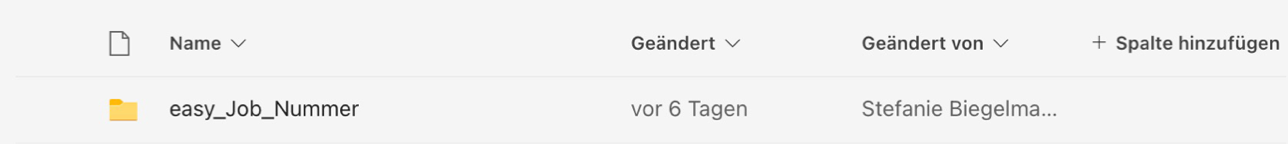 Name Geändert Geändert von + Spalte hinzufügen
easy_Job_Nummer vor 6 Tagen Stefanie Biegelma...